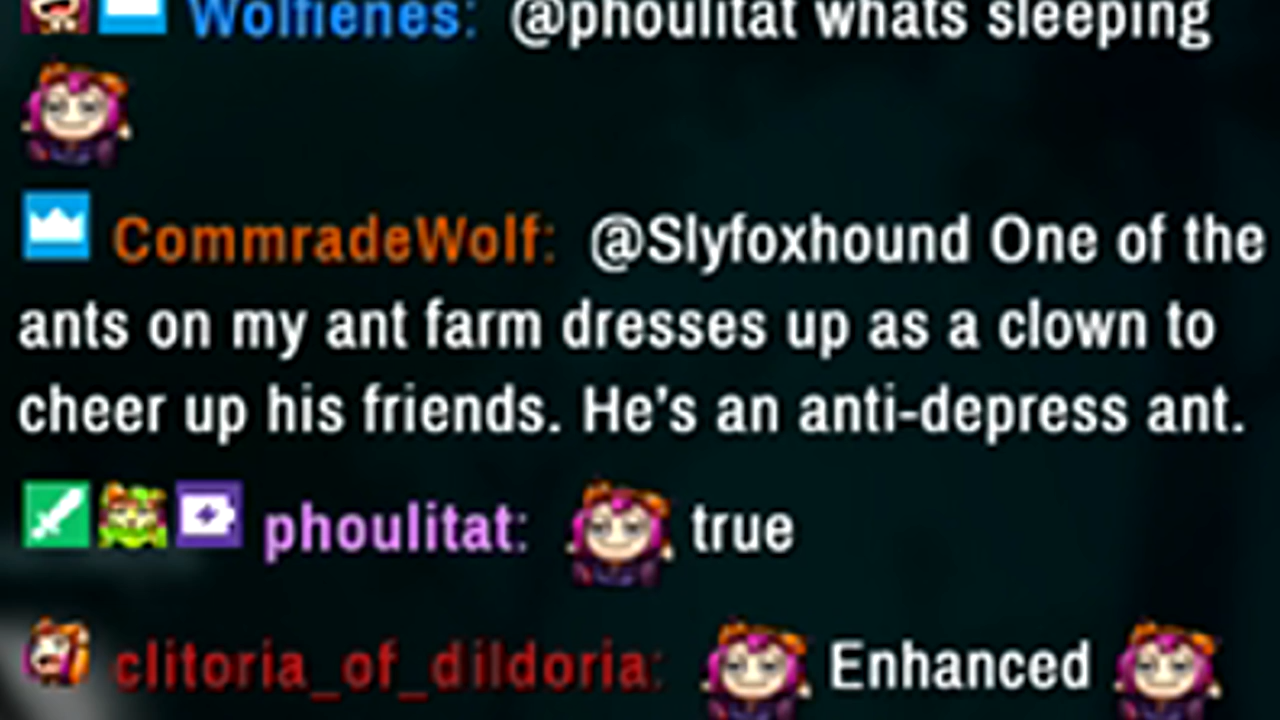 Wolfienes: @phoulitat whats sleeping
CommradeWolf: @Slyfoxhound One of the
ants on my ant farm dresses up as a clown to
cheer up his friends. He's an anti-depress ant.
phoulitat: true
clitoria_of_dildoria: Enhanced